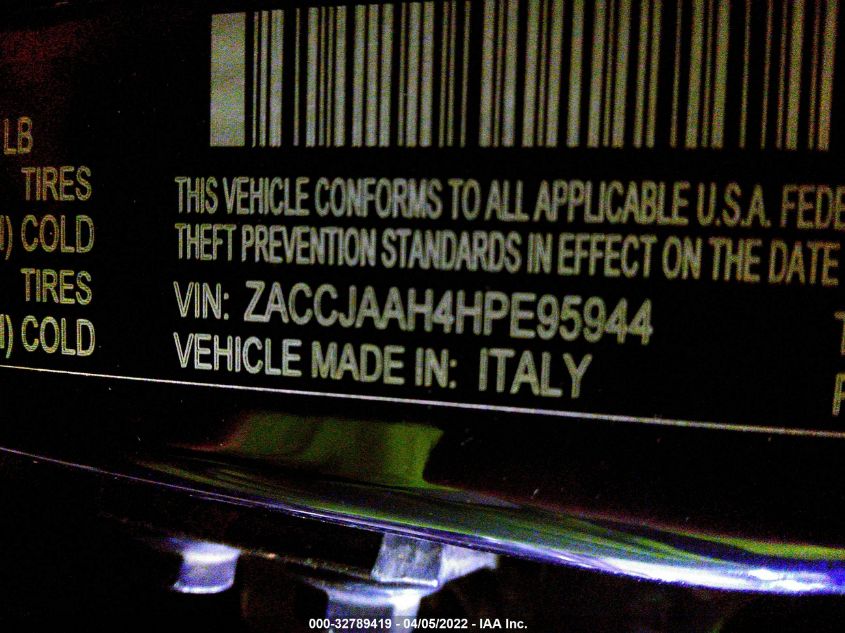 LB
TIRES
) COLD
TIRES
) COLD
THIS VEHICLE CONFORMS TO ALL APPLICABLE U.S.A. FEDE
THEFT PREVENTION STANDARDS IN EFFECT ON THE DATE
VIN: ZACCJAAH4HPE95944
VEHICLE MADE IN: ITALY
000-32789419 - 04/05/2022 - IAA Inc.